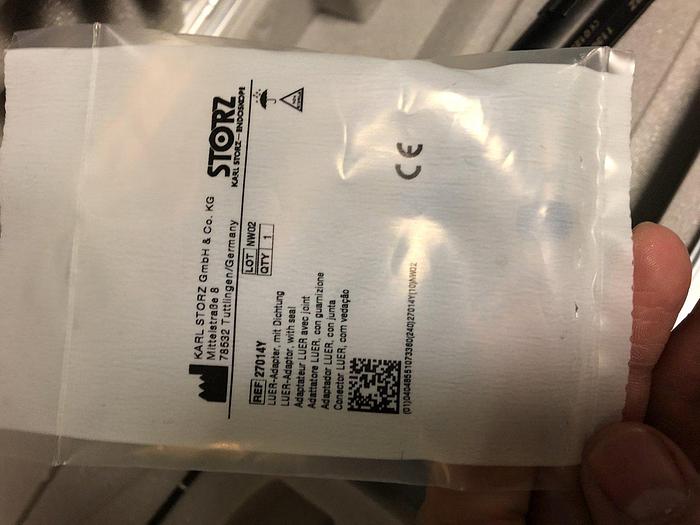 KARL STORZ GmbH & Co. KG
Mittelstraße 8
78532 Tuttlingen/Germany
STORZ
KARL STORZ—ENDOSKOPE
REF 27014Y
LOT NW02
QTY 1
LUER-Adapter, mit Dichtung
LUER-Adaptor, with seal
Adaptateur LUER avec joint
Adattatore LUER, con guarnizione
Adaptador LUER, con junta
Conector LUER, com vedação
CE